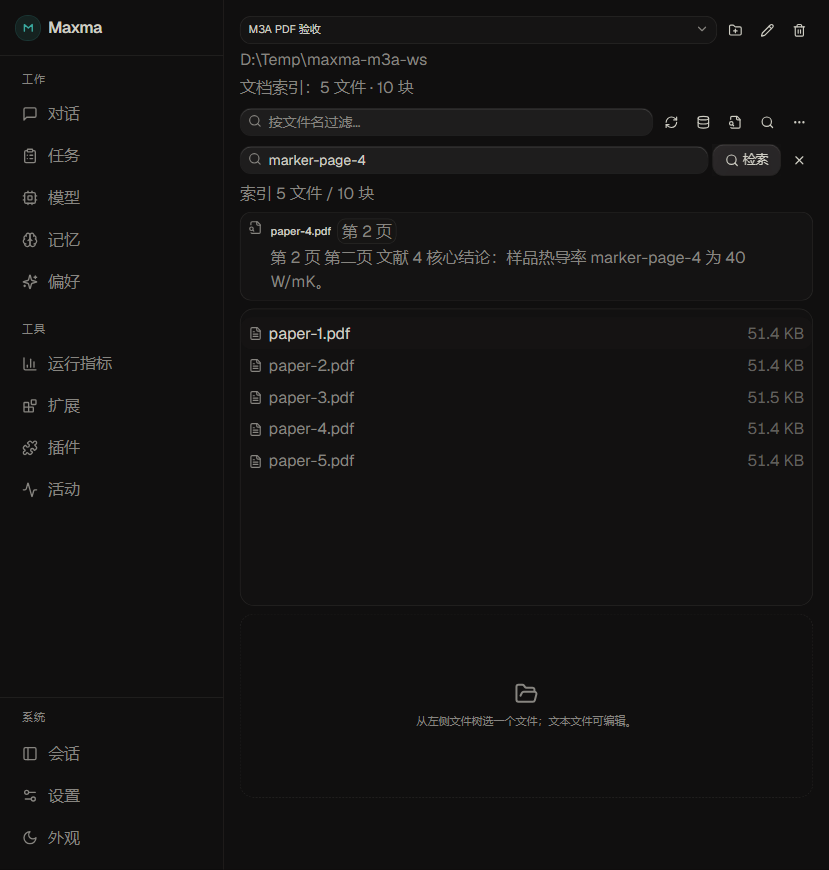 Maxma
工作
对话
任务
模型
记忆
偏好
工具
运行指标
扩展
插件
活动
系统
会话
设置
外观
M3A PDF 验收
D:\Temp\maxma-m3a-ws
文档索引：5 文件 · 10 块
按文件名过滤…
marker-page-4
检索
索引 5 文件 / 10 块
paper-4.pdf 第 2 页
第 2 页 第二页 文献 4 核心结论：样品热导率 marker-page-4 为 40
W/mK。
paper-1.pdf 51.4 KB
paper-2.pdf 51.4 KB
paper-3.pdf 51.5 KB
paper-4.pdf 51.4 KB
paper-5.pdf 51.4 KB
从左侧文件树选一个文件；文本文件可编辑。